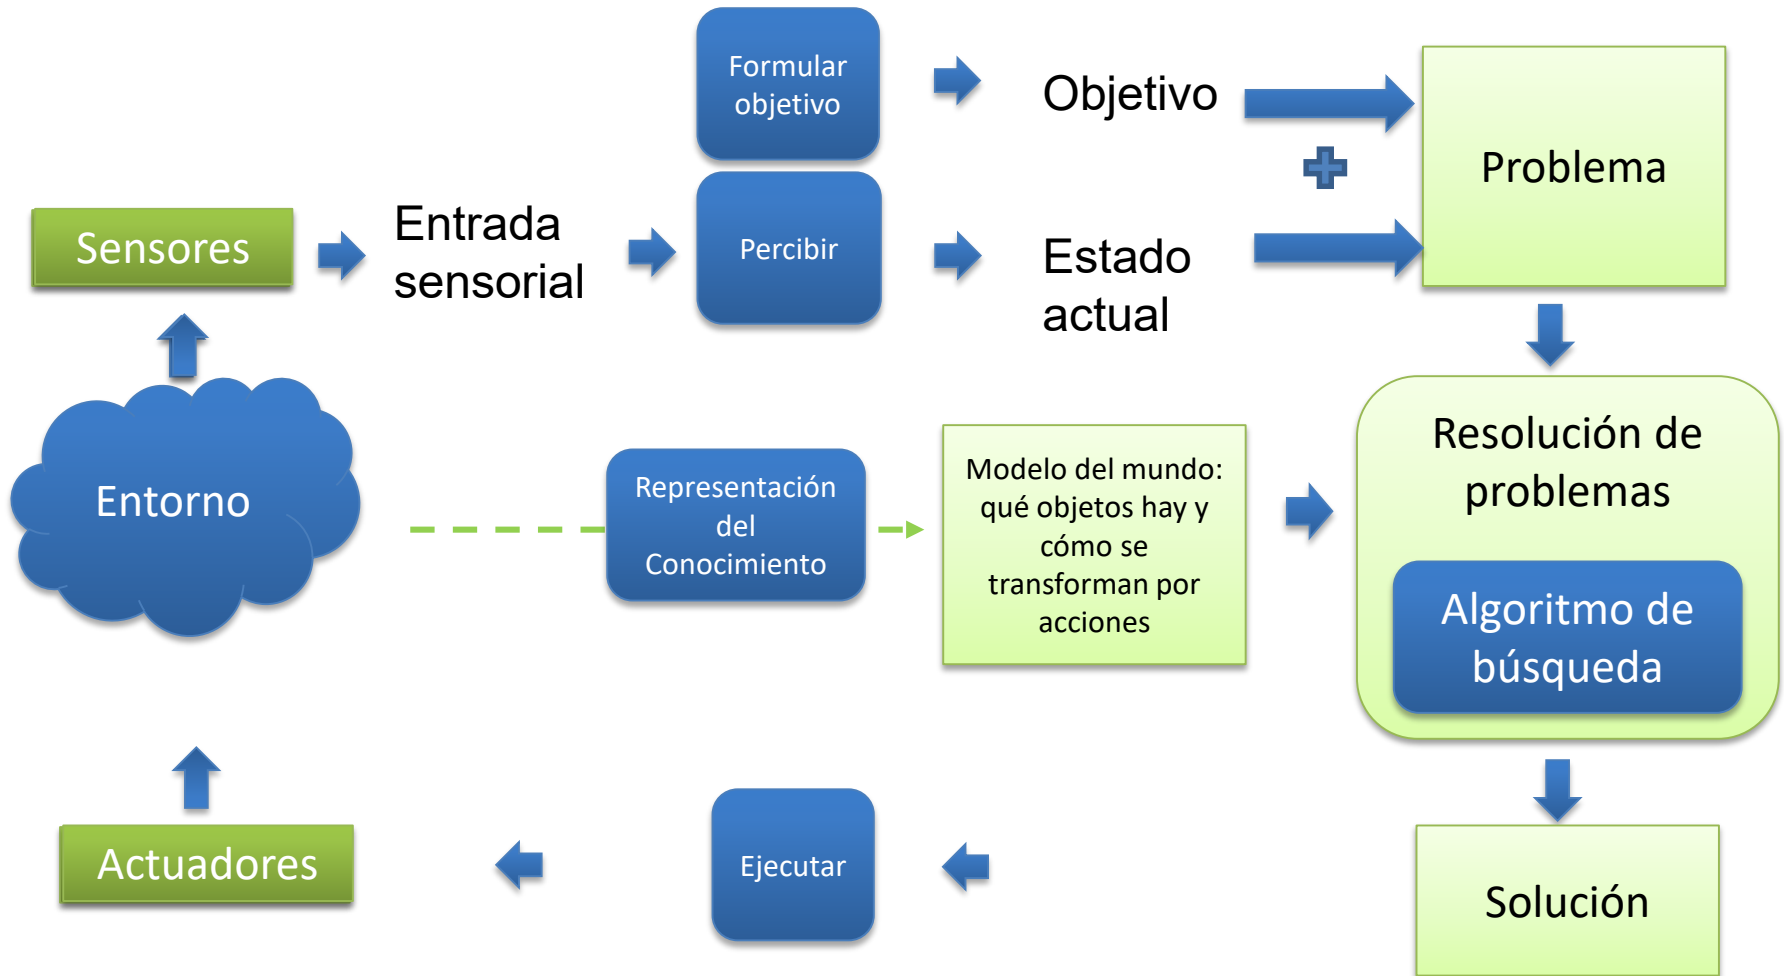 Formular
objetivo
Objetivo
Problema
Sensores
Entrada
sensorial
Percibir
Estado
actual
Entorno
Representación
del
Conocimiento
Modelo del mundo:
qué objetos hay y
cómo se
transforman por
acciones
Resolución de
problemas
Algoritmo de
búsqueda
Actuadores
Ejecutar
Solución